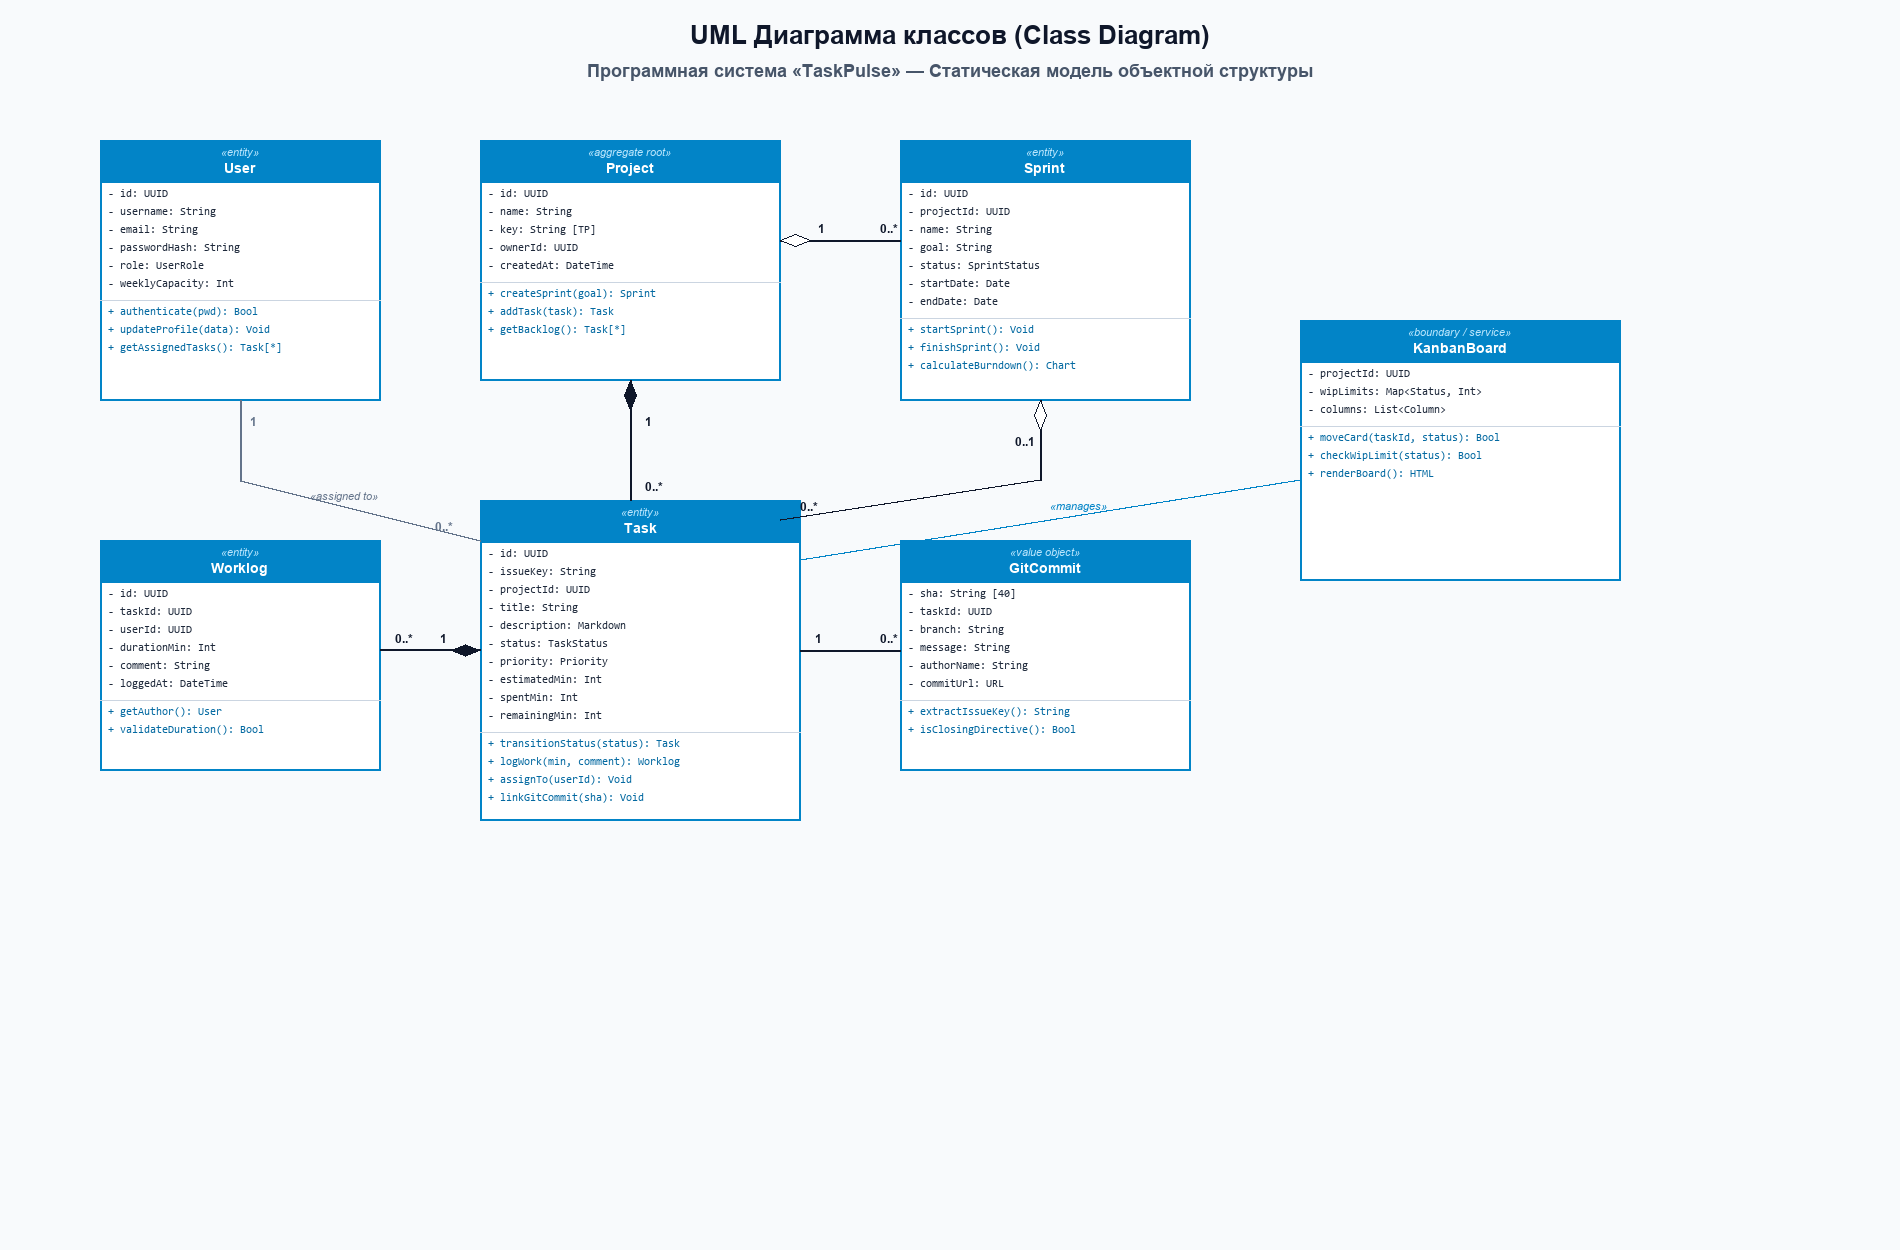 UML Диаграмма классов (Class Diagram)
Программная система «TaskPulse» — Статическая модель объектной структуры
«entity»
User
- id: UUID
- username: String
- email: String
- passwordHash: String
- role: UserRole
- weeklyCapacity: Int
+ authenticate(pwd): Bool
+ updateProfile(data): Void
+ getAssignedTasks(): Task[*]
«aggregate root»
Project
- id: UUID
- name: String
- key: String [TP]
- ownerId: UUID
- createdAt: DateTime
+ createSprint(goal): Sprint
+ addTask(task): Task
+ getBacklog(): Task[*]
1
0..*
«entity»
Sprint
- id: UUID
- projectId: UUID
- name: String
- goal: String
- status: SprintStatus
- startDate: Date
- endDate: Date
+ startSprint(): Void
+ finishSprint(): Void
+ calculateBurndown(): Chart
«boundary / service»
KanbanBoard
- projectId: UUID
- wipLimits: Map<Status, Int>
- columns: List<Column>
+ moveCard(taskId, status): Bool
+ checkWipLimit(status): Bool
+ renderBoard(): HTML
1
«assigned to»
0..*
1
0..*
0..1
0..*
«manages»
«entity»
Worklog
- id: UUID
- taskId: UUID
- userId: UUID
- durationMin: Int
- comment: String
- loggedAt: DateTime
+ getAuthor(): User
+ validateDuration(): Bool
0..*
1
«entity»
Task
- id: UUID
- issueKey: String
- projectId: UUID
- title: String
- description: Markdown
- status: TaskStatus
- priority: Priority
- estimatedMin: Int
- spentMin: Int
- remainingMin: Int
+ transitionStatus(status): Task
+ logWork(min, comment): Worklog
+ assignTo(userId): Void
+ linkGitCommit(sha): Void
1
0..*
«value object»
GitCommit
- sha: String [40]
- taskId: UUID
- branch: String
- message: String
- authorName: String
- commitUrl: URL
+ extractIssueKey(): String
+ isClosingDirective(): Bool